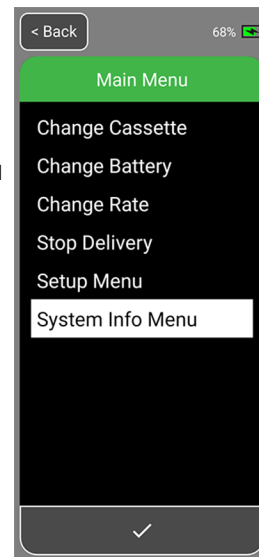 < Back
68%
Main Menu
Change Cassette
Change Battery
Change Rate
Stop Delivery
Setup Menu
System Info Menu